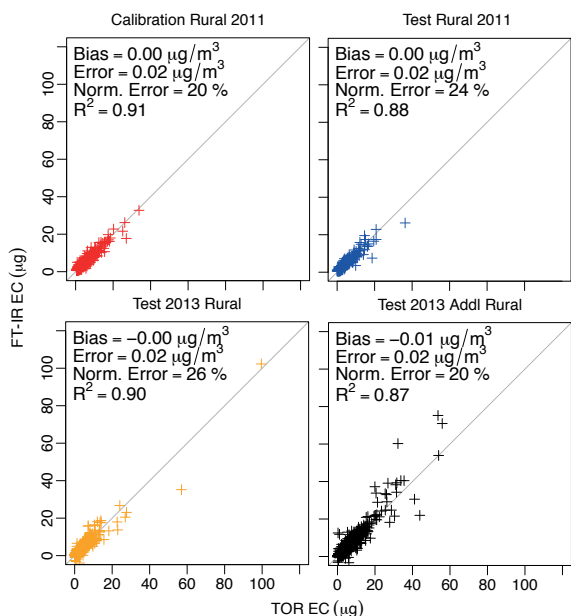 Calibration Rural 2011
Test Rural 2011
120
Bias = 0.00 μg/m³
Error = 0.02 μg/m³
Norm. Error = 20 %
R² = 0.91
Bias = 0.00 μg/m³
Error = 0.02 μg/m³
Norm. Error = 24 %
R² = 0.88
100
80
60
40
20
0
Test 2013 Rural
Test 2013 Addl Rural
FT-IR EC (μg)
120
Bias = −0.00 μg/m³
Error = 0.02 μg/m³
Norm. Error = 26 %
R² = 0.90
Bias = −0.01 μg/m³
Error = 0.02 μg/m³
Norm. Error = 20 %
R² = 0.87
100
80
60
40
20
0
0 20 40 60 80 100
0 20 40 60 80 100
TOR EC (μg)